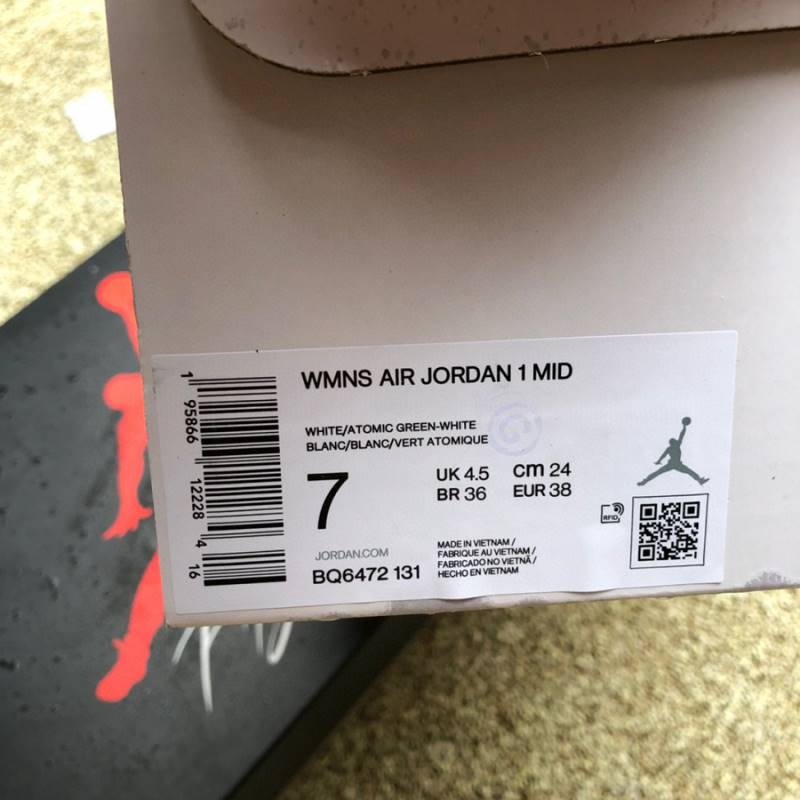 WMNS AIR JORDAN 1 MID
WHITE/ATOMIC GREEN-WHITE
BLANC/BLANC/VERT ATOMIQUE
7
UK 4.5 cm 24
BR 36 EUR 38
RFID
JORDAN.COM
BQ6472 131
MADE IN VIETNAM /
FABRIQUE AU VIETNAM /
FABRICADO NO VIETNÃ /
HECHO EN VIETNAM
1 95866 12228 4 16